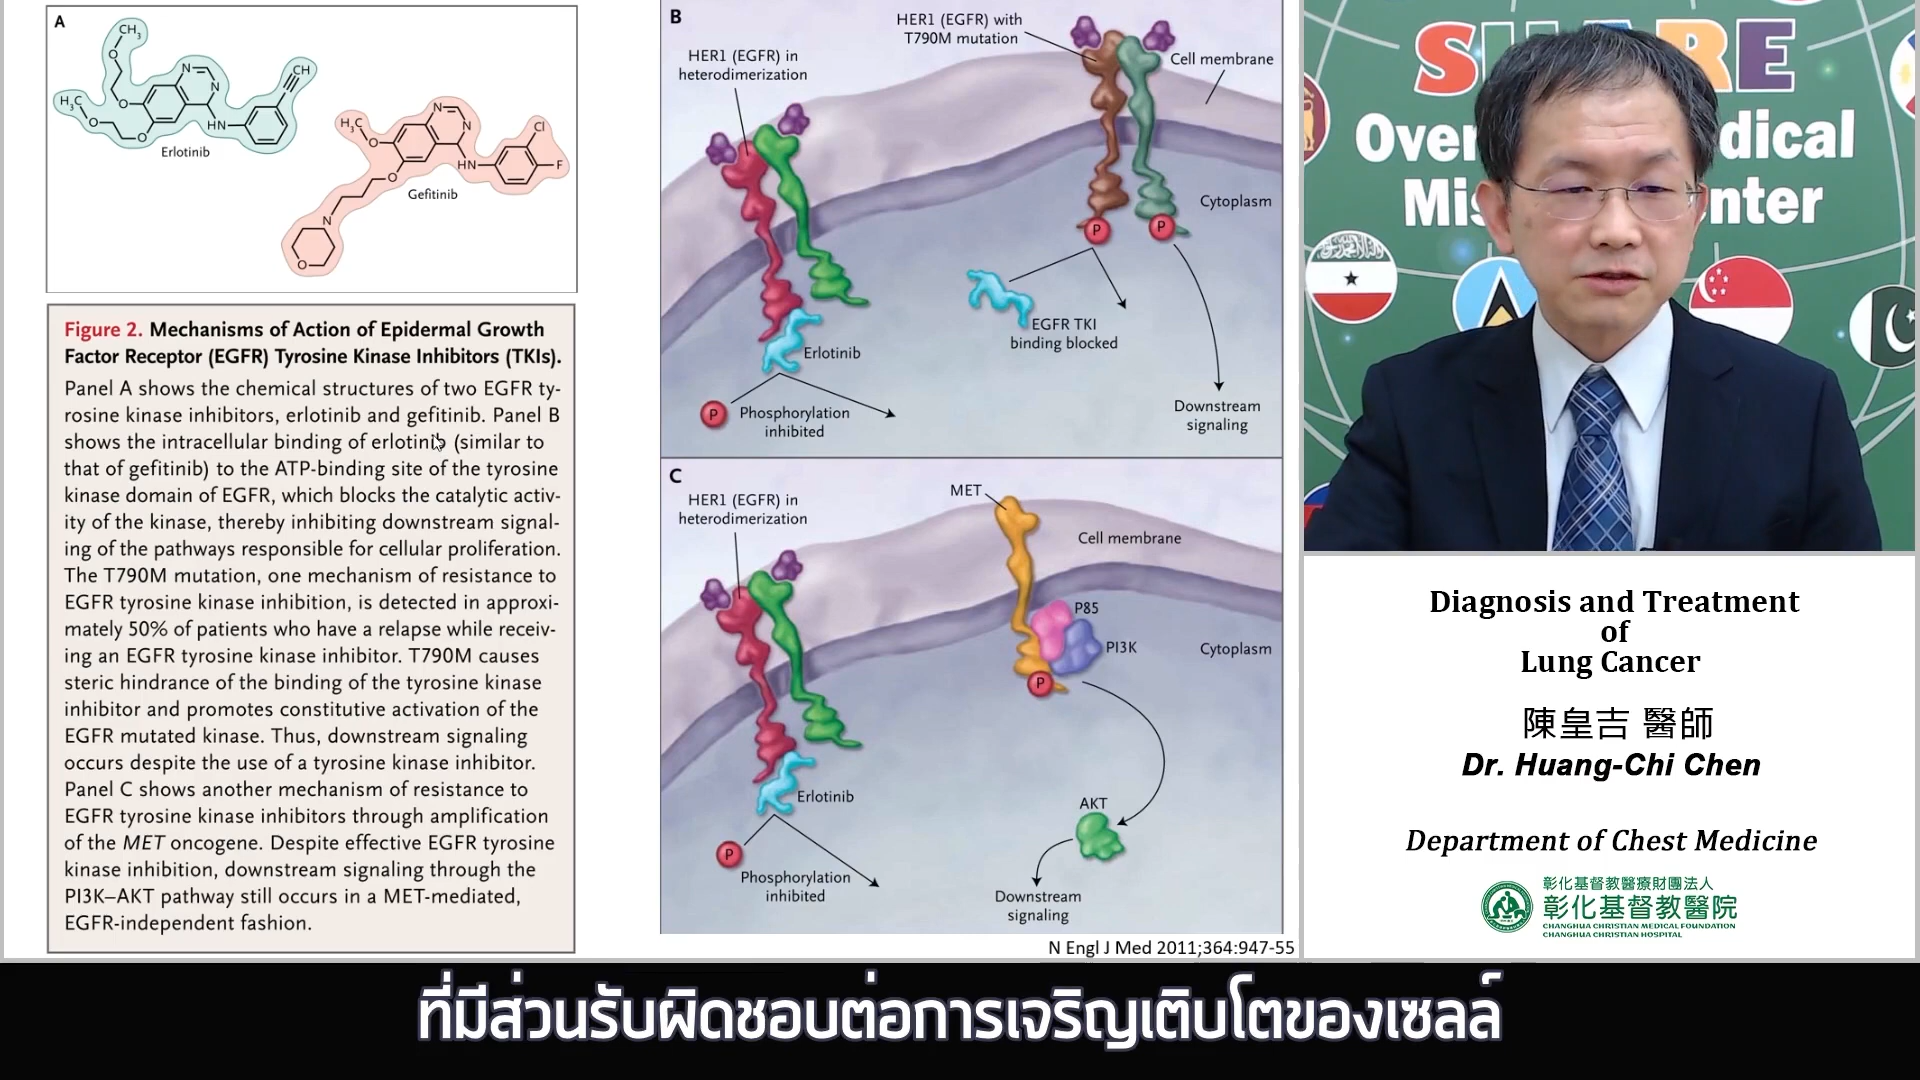 A
CH₃
O
H₃C
O
O
O
N
N
HN
CH
Erlotinib
H₃C
O
O
N
N
HN
Cl
F
N
O
Gefitinib
Figure 2. Mechanisms of Action of Epidermal Growth
Factor Receptor (EGFR) Tyrosine Kinase Inhibitors (TKIs).
Panel A shows the chemical structures of two EGFR ty-
rosine kinase inhibitors, erlotinib and gefitinib. Panel B
shows the intracellular binding of erlotinib (similar to
that of gefitinib) to the ATP-binding site of the tyrosine
kinase domain of EGFR, which blocks the catalytic activ-
ity of the kinase, thereby inhibiting downstream signal-
ing of the pathways responsible for cellular proliferation.
The T790M mutation, one mechanism of resistance to
EGFR tyrosine kinase inhibition, is detected in approxi-
mately 50% of patients who have a relapse while receiv-
ing an EGFR tyrosine kinase inhibitor. T790M causes
steric hindrance of the binding of the tyrosine kinase
inhibitor and promotes constitutive activation of the
EGFR mutated kinase. Thus, downstream signaling
occurs despite the use of a tyrosine kinase inhibitor.
Panel C shows another mechanism of resistance to
EGFR tyrosine kinase inhibitors through amplification
of the MET oncogene. Despite effective EGFR tyrosine
kinase inhibition, downstream signaling through the
PI3K–AKT pathway still occurs in a MET-mediated,
EGFR-independent fashion.
B
HER1 (EGFR) in
heterodimerization
HER1 (EGFR) with
T790M mutation
Cell membrane
Cytoplasm
P
P
EGFR TKI
binding blocked
Erlotinib
P
Phosphorylation
inhibited
Downstream
signaling
C
HER1 (EGFR) in
heterodimerization
MET
Cell membrane
P85
PI3K
Cytoplasm
P
Erlotinib
AKT
P
Phosphorylation
inhibited
Downstream
signaling
N Engl J Med 2011;364:947-55
Diagnosis and Treatment
of
Lung Cancer
陳皇吉 醫師
Dr. Huang-Chi Chen
Department of Chest Medicine
彰化基督教醫療財團法人
彰化基督教醫院
CHANGHUA CHRISTIAN MEDICAL FOUNDATION
CHANGHUA CHRISTIAN HOSPITAL
ที่มีส่วนรับผิดชอบต่อการเจริญเติบโตของเซลล์